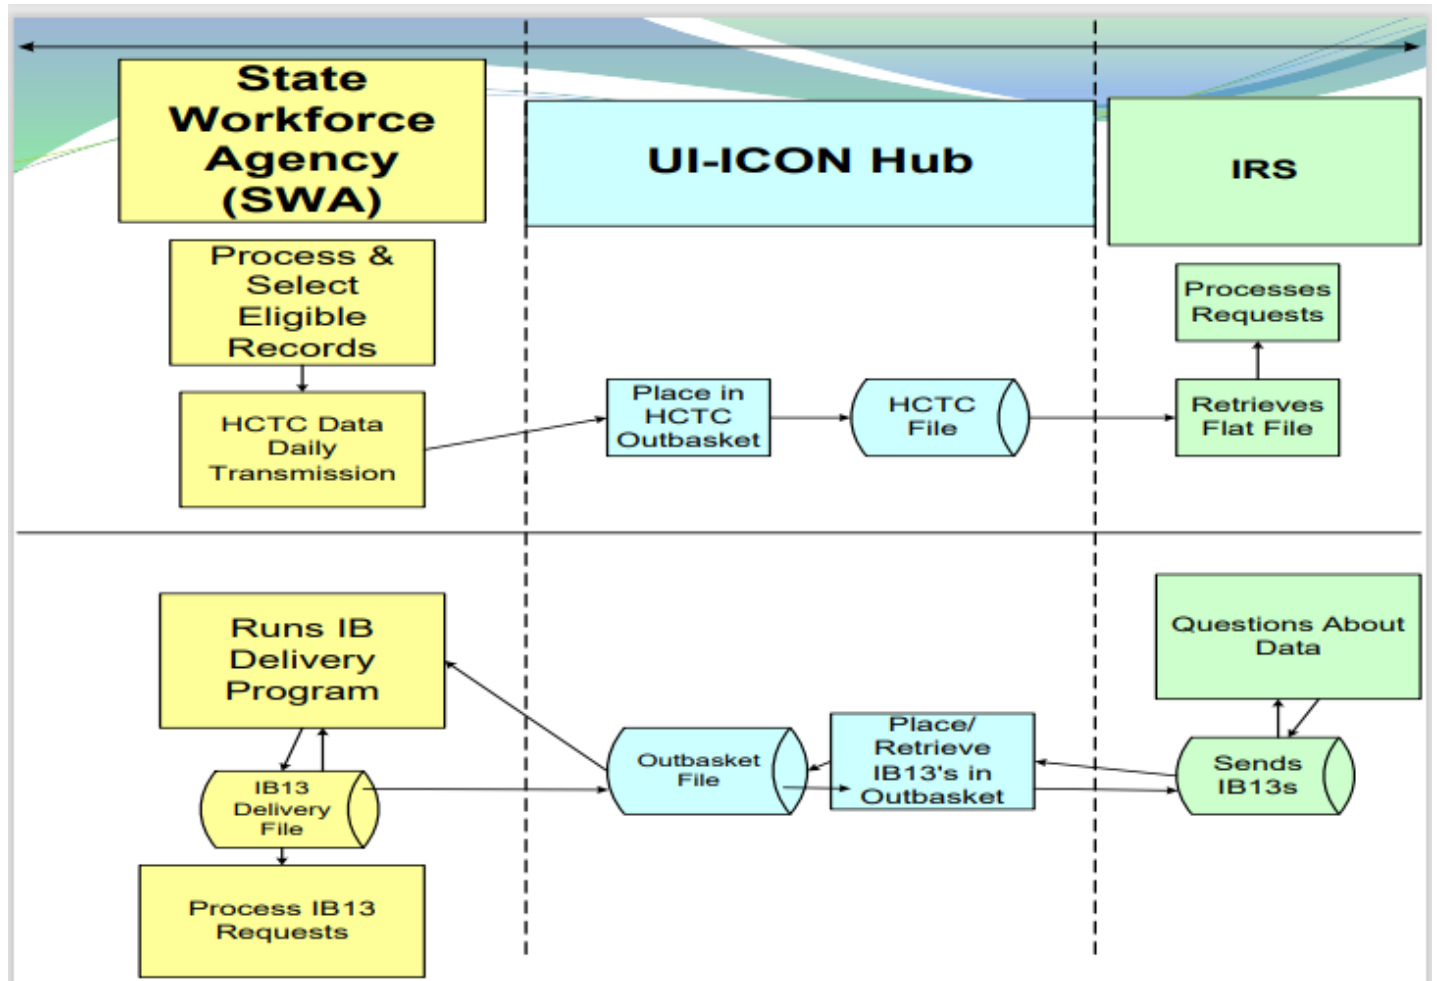 State
Workforce
Agency
(SWA)
UI-ICON Hub
IRS
Process &
Select
Eligible
Records
HCTC Data
Daily
Transmission
Place in
HCTC
Outbasket
HCTC
File
Processes
Requests
Retrieves
Flat File
Runs IB
Delivery
Program
IB13
Delivery
File
Process IB13
Requests
Outbasket
File
Place/
Retrieve
IB13's in
Outbasket
Questions About
Data
Sends
IB13s